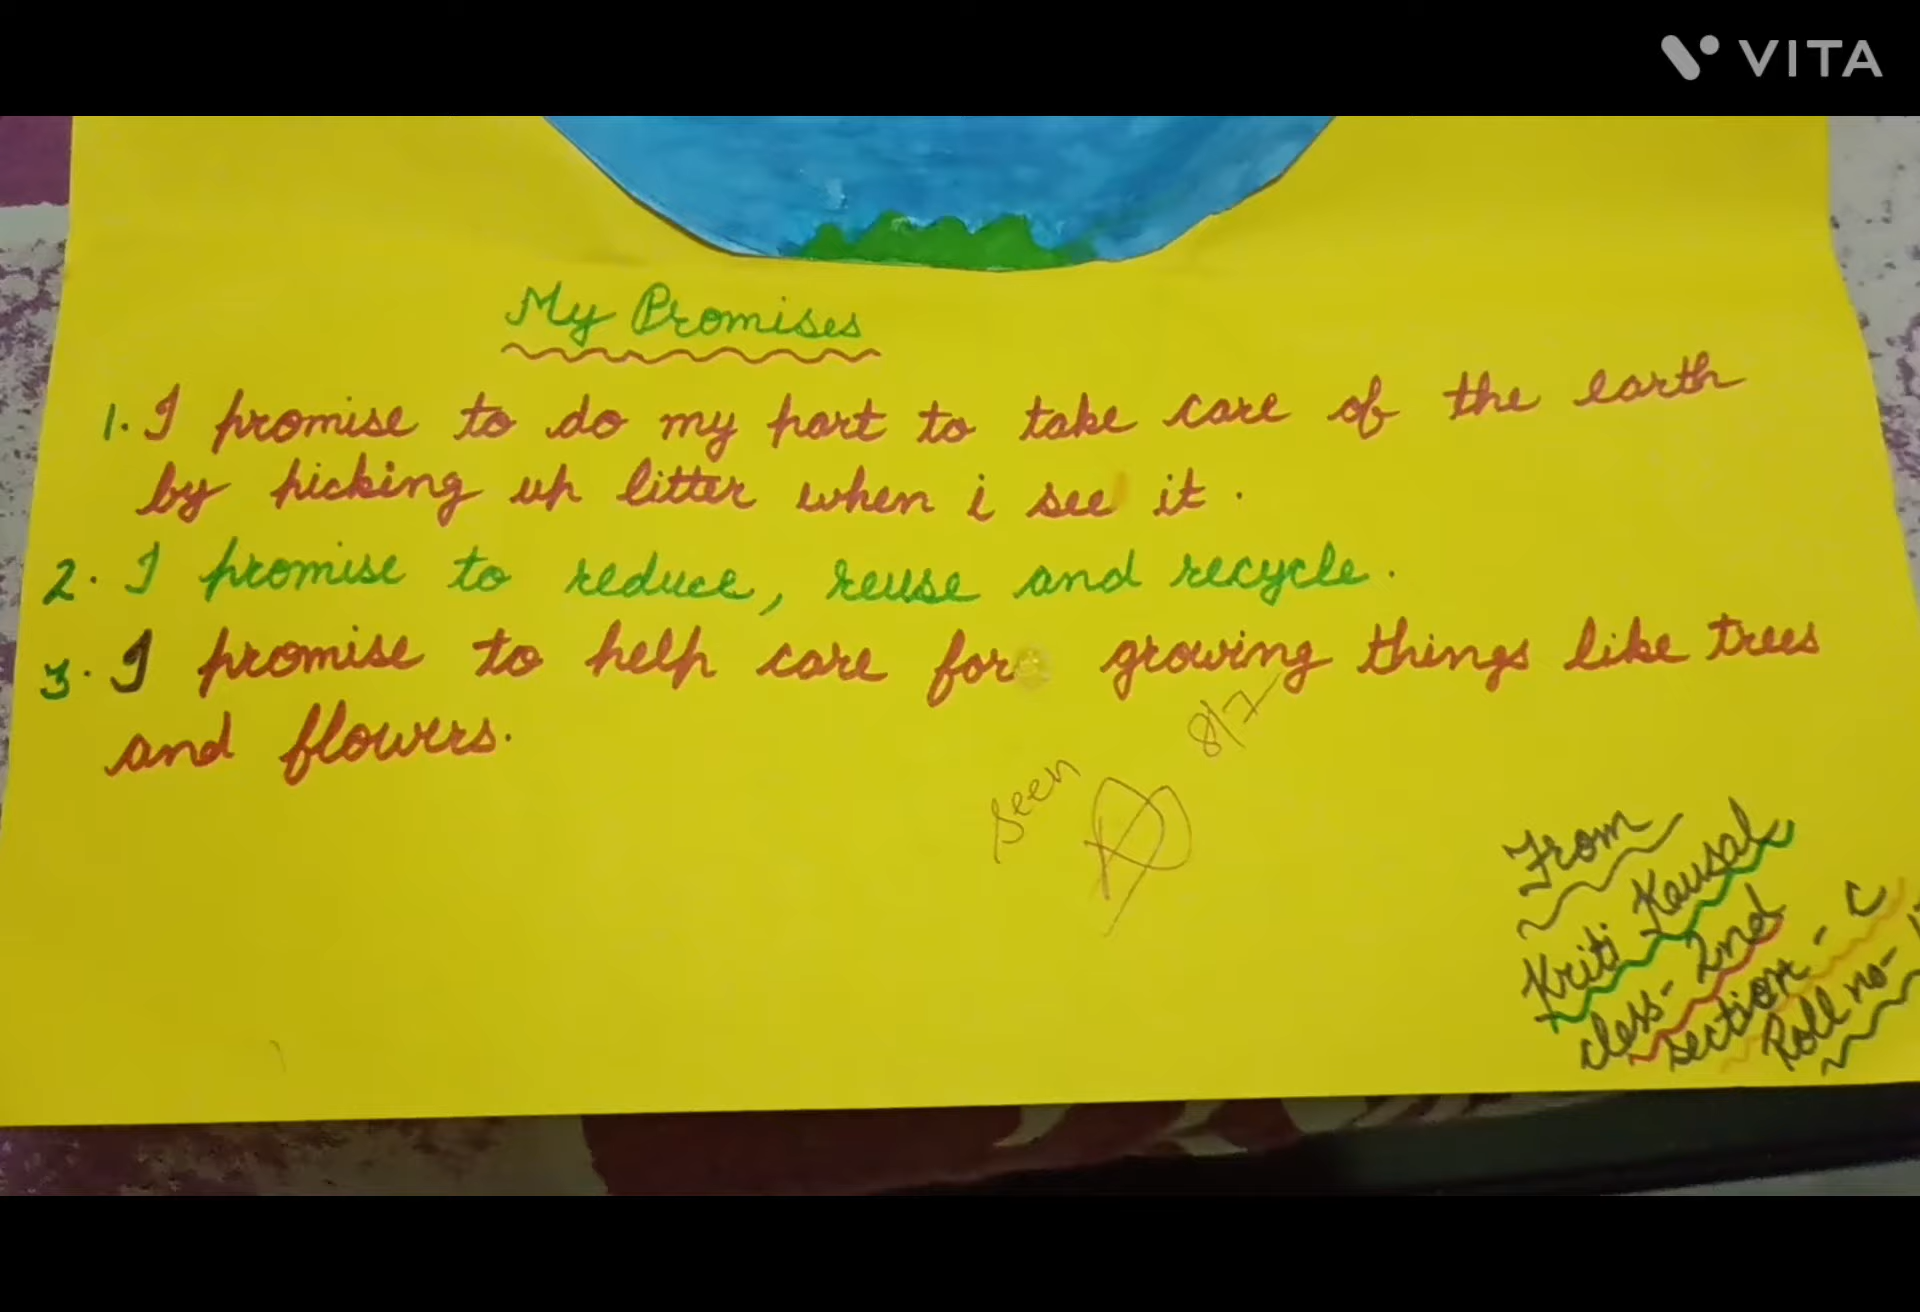 VITA
My Promises
1. I promise to do my part to take care of the earth
by picking up litter when i see it.
2. I promise to reduce, reuse and recycle.
3. I promise to help care for growing things like trees
and flowers.
8/7
seen
From
Kriti Kausal
class - 2nd
section - C
Roll no -